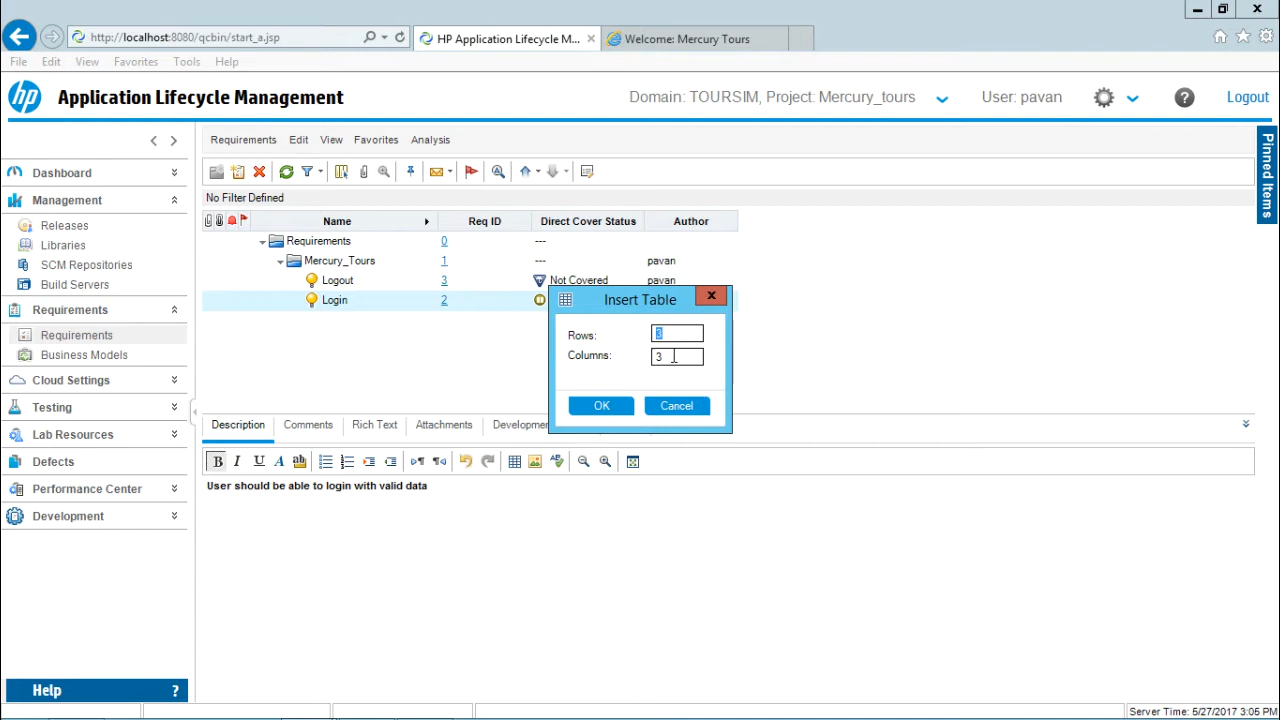 http://localhost:8080/qcbin/start_a.jsp
HP Application Lifecycle M...
Welcome: Mercury Tours
File Edit View Favorites Tools Help
hp
Application Lifecycle Management
Domain: TOURSIM, Project: Mercury_tours
User: pavan
Logout
Dashboard
Management
Releases
Libraries
SCM Repositories
Build Servers
Requirements
Requirements
Business Models
Cloud Settings
Testing
Lab Resources
Defects
Performance Center
Development
Help ?
Requirements Edit View Favorites Analysis
No Filter Defined
Name Req ID Direct Cover Status Author
Requirements 0 ---
Mercury_Tours 1 --- pavan
Logout 3 Not Covered pavan
Login 2
Insert Table
Rows: 3
Columns: 3
OK Cancel
Description Comments Rich Text Attachments Developmen
B I U A ab
User should be able to login with valid data
Pinned Items
Server Time: 5/27/2017 3:05 PM